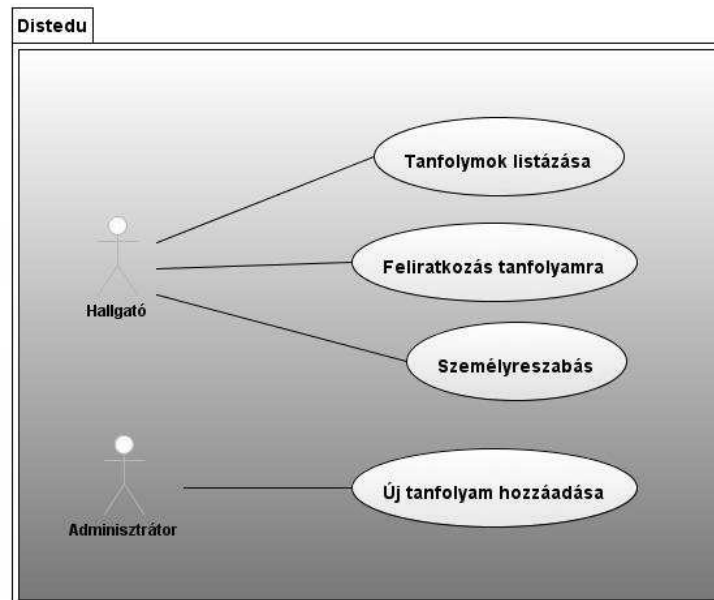 Distedu
Tanfolymok listázása
Feliratkozás tanfolyamra
Hallgató
Személyreszabás
Új tanfolyam hozzáadása
Adminisztrátor